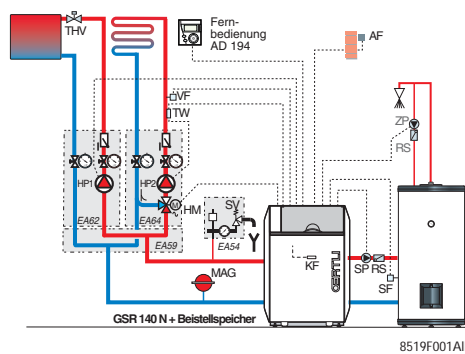 THV
Fern-
bedienung
AD 194
AF
VF
TW
ZP
RS
HP1
HP2
M
HM
SV
EA62
EA64
EA59
EA54
KF
OERTLI
SP
RS
SF
MAG
GSR 140 N + Beistellspeicher
8519F001AI